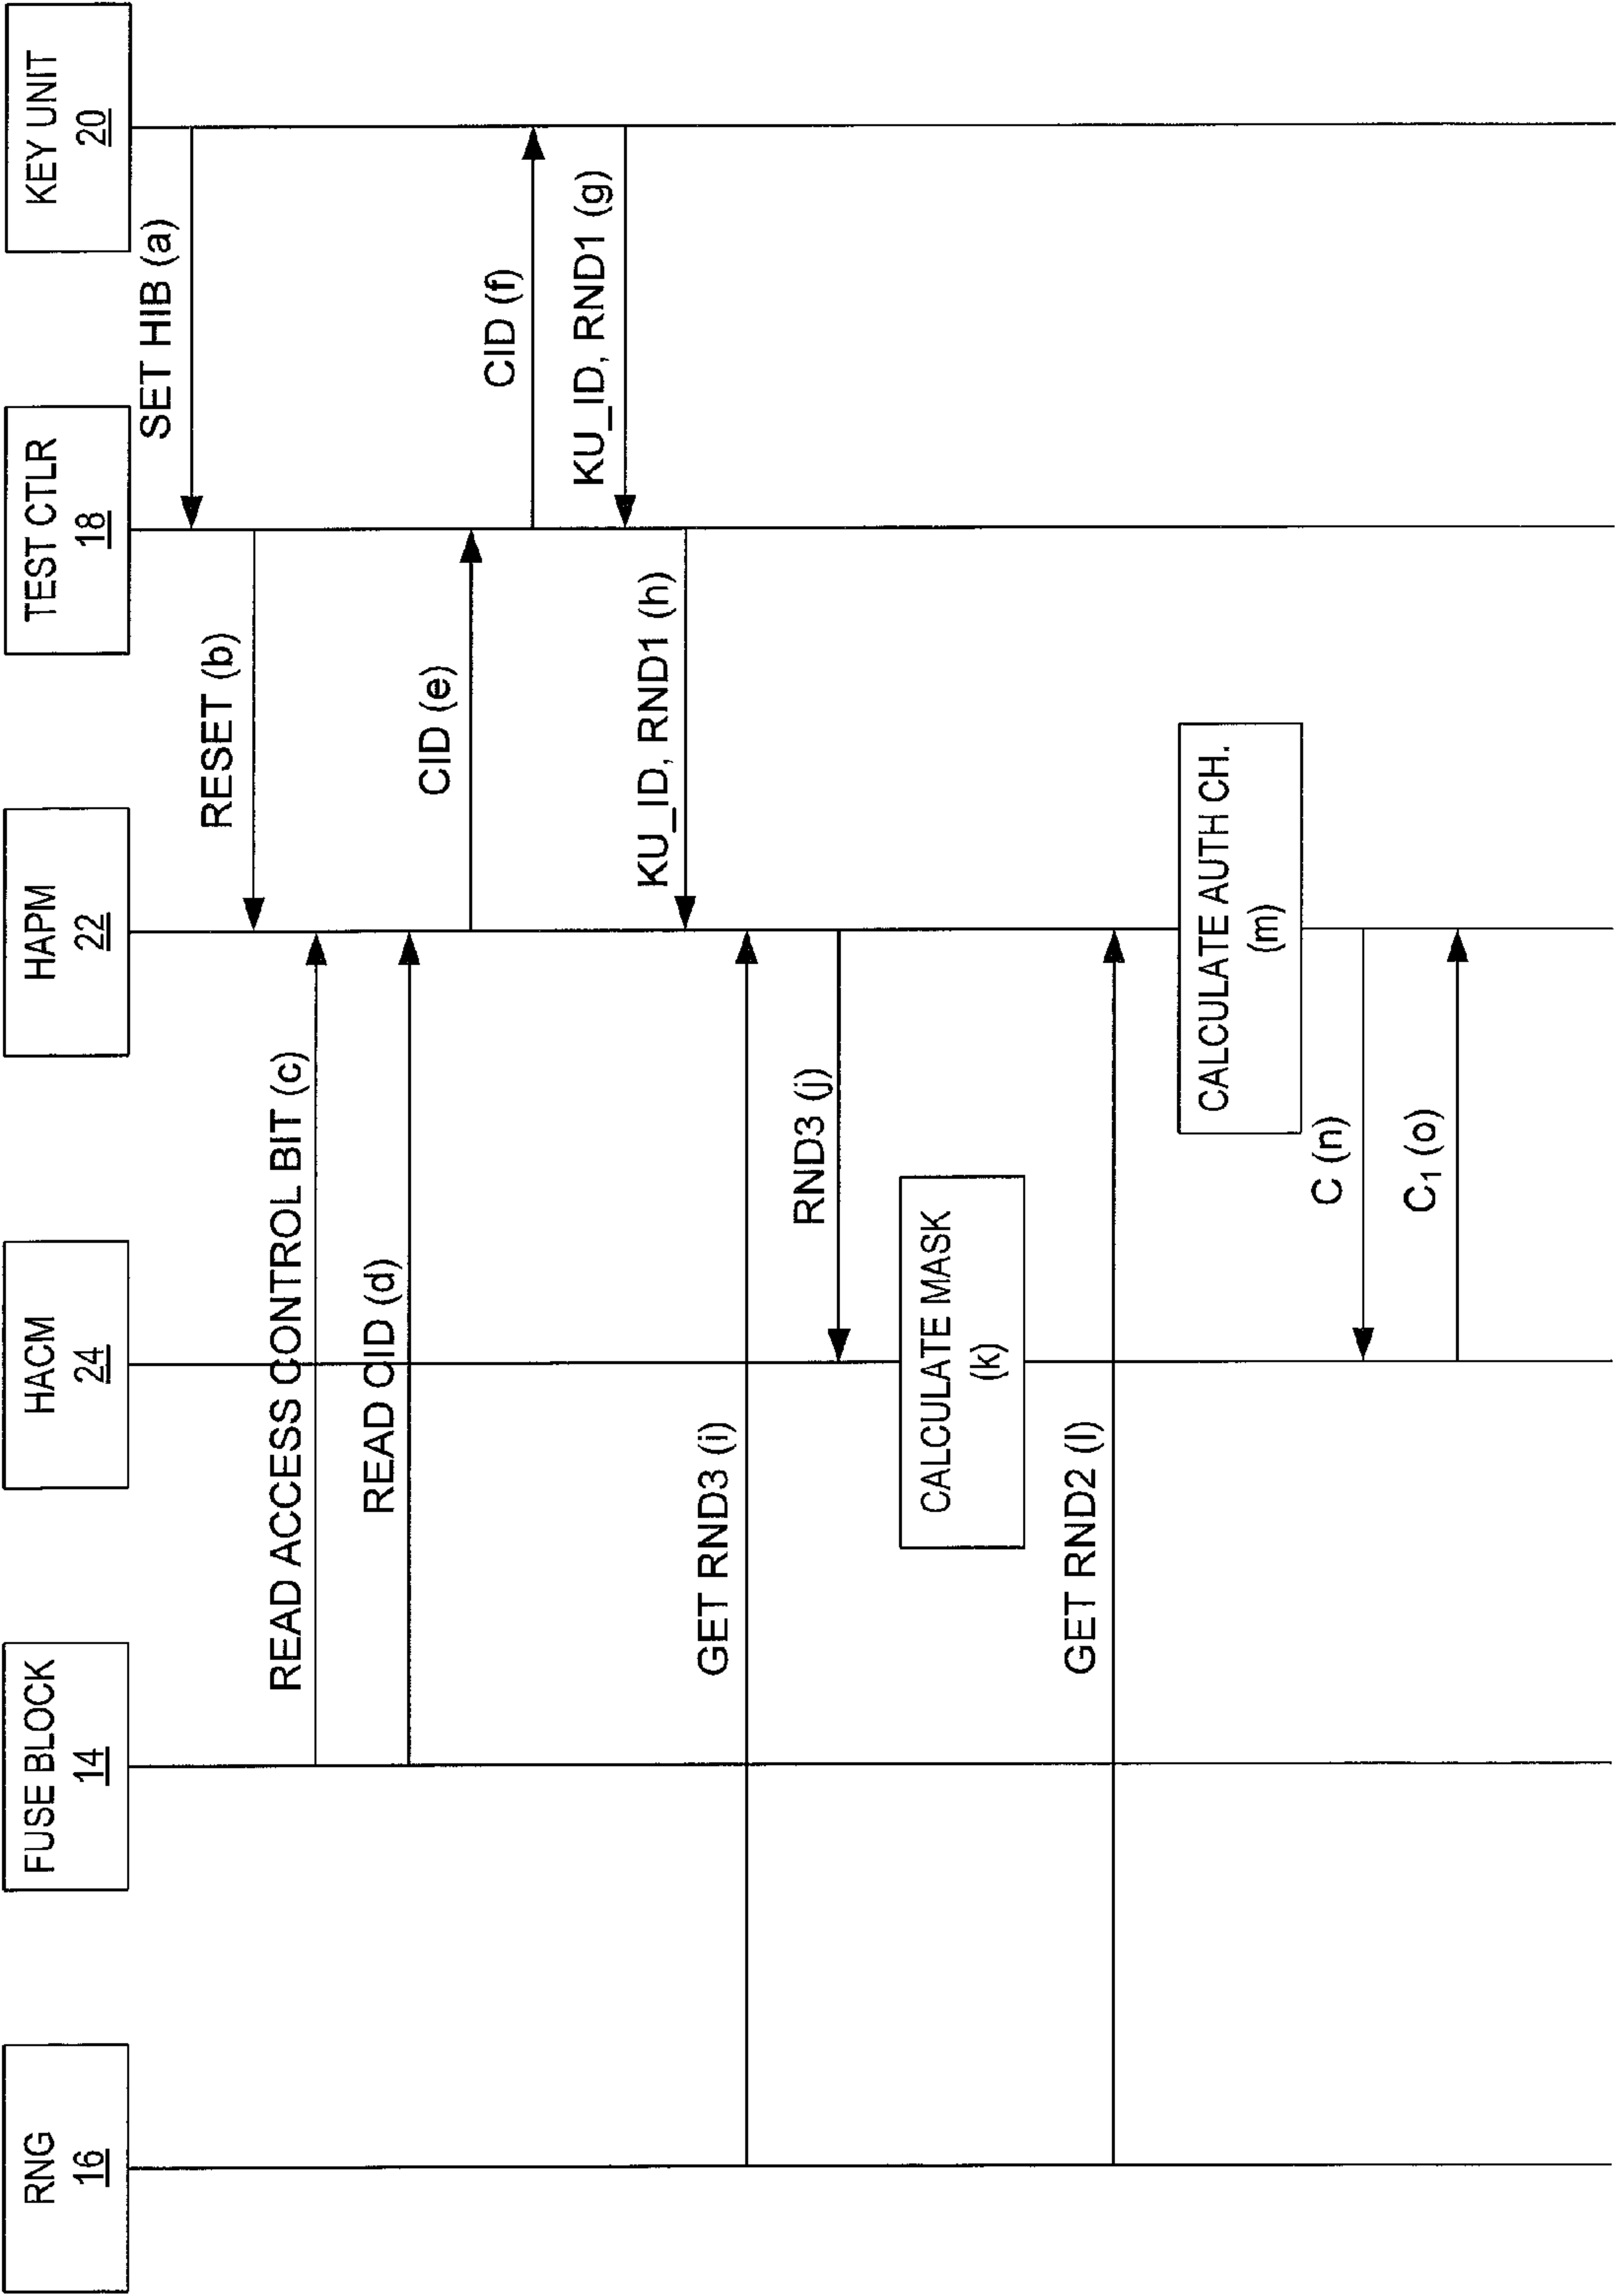 RNG
16
FUSE BLOCK
14
HACM
24
HAPM
22
TEST CTLR
18
KEY UNIT
20
SET HIB (a)
RESET (b)
READ ACCESS CONTROL BIT (c)
READ CID (d)
CID (e)
CID (f)
KU_ID, RND1 (g)
KU_ID, RND1 (h)
GET RND3 (i)
RND3 (j)
CALCULATE MASK
(k)
GET RND2 (l)
CALCULATE AUTH CH.
(m)
C (n)
C₁ (o)